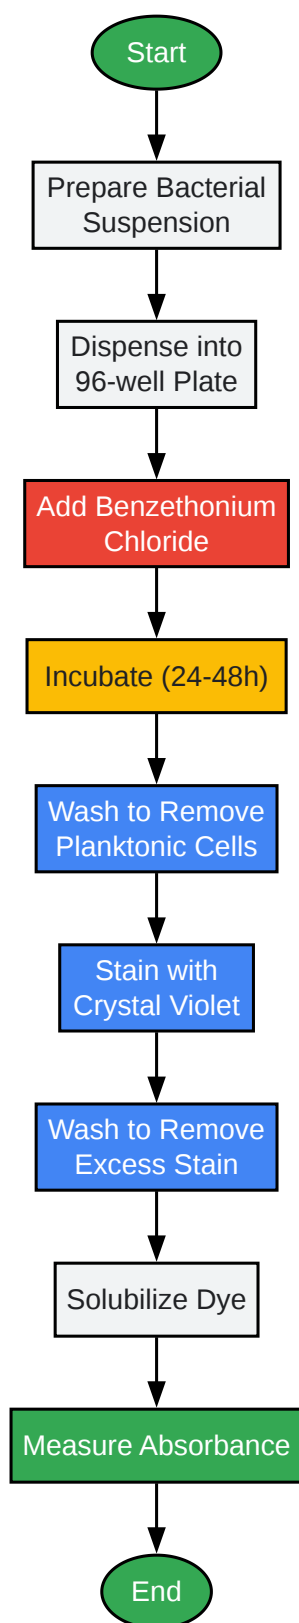 Start
Prepare Bacterial
Suspension
Dispense into
96-well Plate
Add Benzethonium
Chloride
Incubate (24-48h)
Wash to Remove
Planktonic Cells
Stain with
Crystal Violet
Wash to Remove
Excess Stain
Solubilize Dye
Measure Absorbance
End